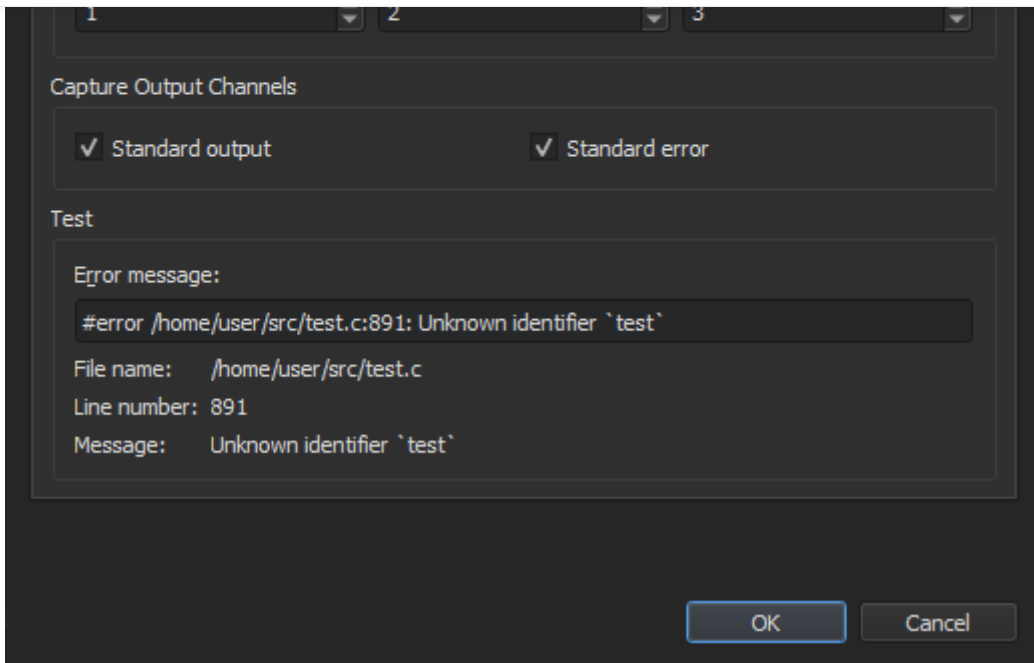 1 2 3
Capture Output Channels
Standard output Standard error
Test
Error message:
#error /home/user/src/test.c:891: Unknown identifier `test`
File name: /home/user/src/test.c
Line number: 891
Message: Unknown identifier `test`
OK Cancel